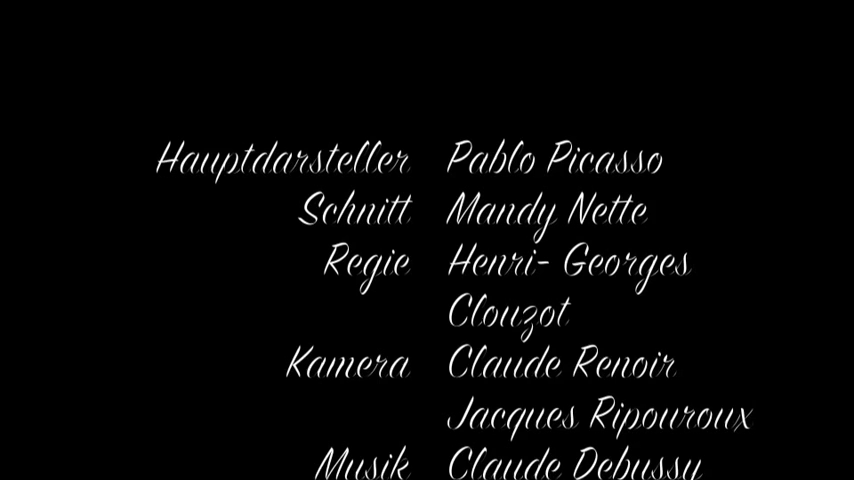 Hauptdarsteller Pablo Picasso
Schnitt Mandy Nette
Regie Henri- Georges
Clouzot
Kamera Claude Renoir
Jacques Ripouroux
Musik Claude Debussy